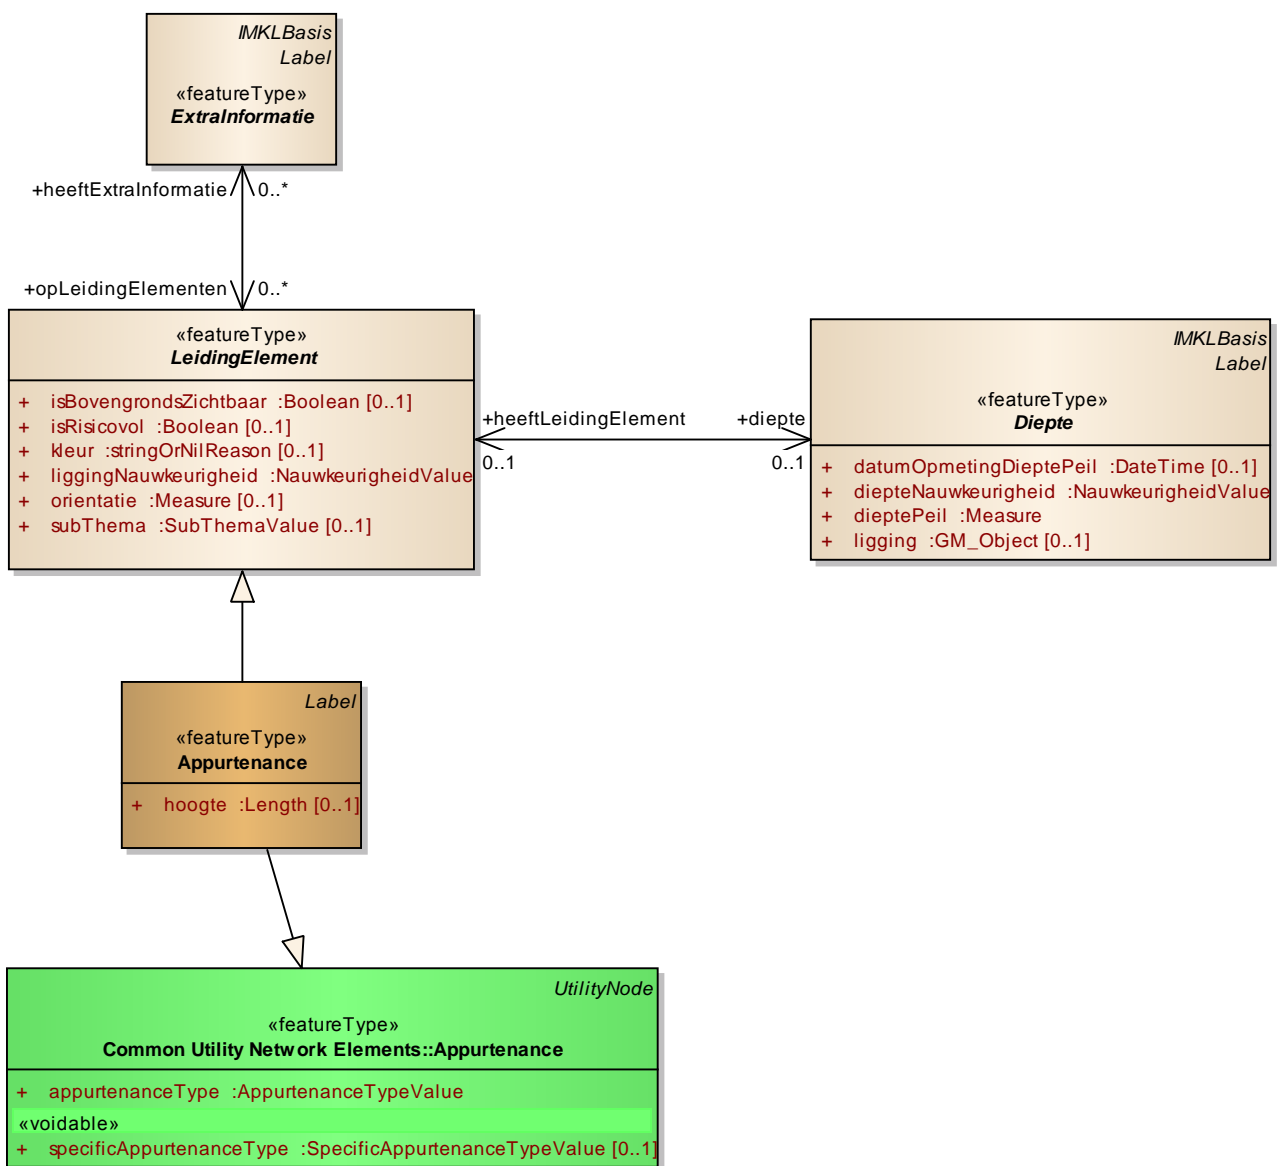 IMKLBasis
Label
«featureType»
ExtraInformatie
+heeftExtraInformatie 0..*
+opLeidingElementen 0..*
«featureType»
LeidingElement
+ isBovengrondsZichtbaar :Boolean [0..1]
+ isRisicovol :Boolean [0..1]
+ kleur :stringOrNilReason [0..1]
+ liggingNauwkeurigheid :NauwkeurigheidValue
+ orientatie :Measure [0..1]
+ subThema :SubThemaValue [0..1]
+heeftLeidingElement +diepte
0..1 0..1
IMKLBasis
Label
«featureType»
Diepte
+ datumOpmetingDieptePeil :DateTime [0..1]
+ diepteNauwkeurigheid :NauwkeurigheidValue
+ dieptePeil :Measure
+ ligging :GM_Object [0..1]
Label
«featureType»
Appurtenance
+ hoogte :Length [0..1]
UtilityNode
«featureType»
Common Utility Network Elements::Appurtenance
+ appurtenanceType :AppurtenanceTypeValue
«voidable»
+ specificAppurtenanceType :SpecificAppurtenanceTypeValue [0..1]